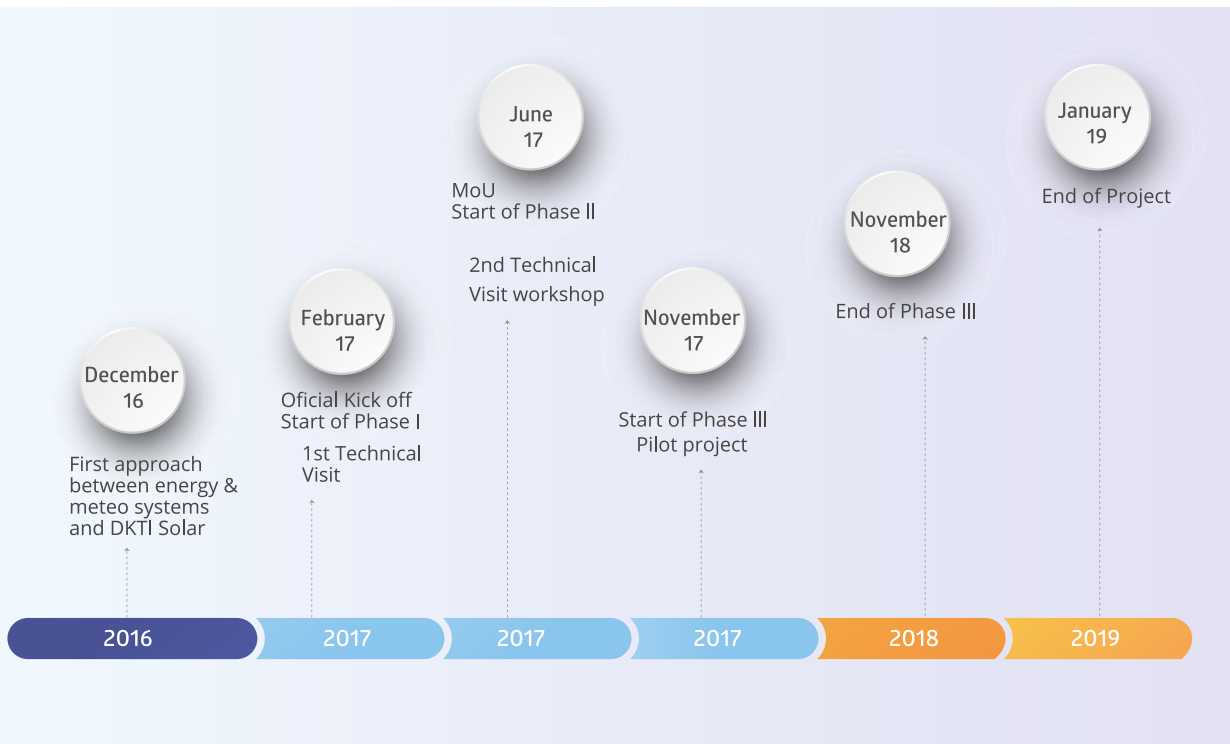 December
16
First approach
between energy &
meteo systems
and DKTI Solar
February
17
Oficial Kick off
Start of Phase I
1st Technical
Visit
June
17
MoU
Start of Phase II
2nd Technical
Visit workshop
November
17
Start of Phase III
Pilot project
November
18
End of Phase III
January
19
End of Project
2016
2017
2017
2017
2018
2019